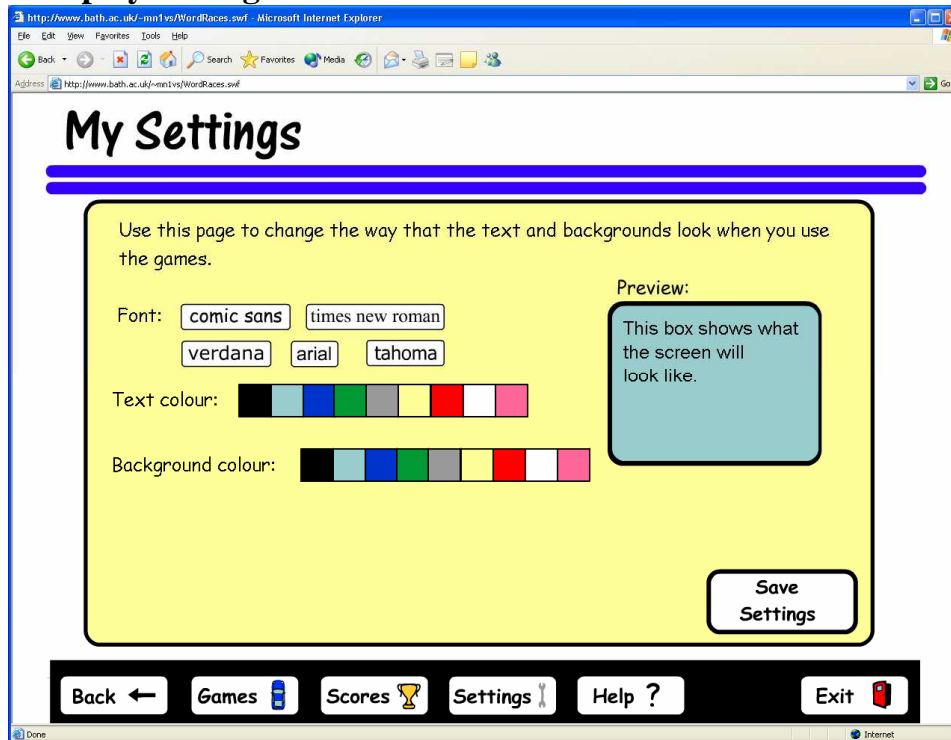 http://www.bath.ac.uk/~mn1vs/WordRaces.swf - Microsoft Internet Explorer
File Edit View Favorites Tools Help
Back Search Favorites Media
Address http://www.bath.ac.uk/~mn1vs/WordRaces.swf Go
My Settings
Use this page to change the way that the text and backgrounds look when you use
the games.
Preview:
Font: comic sans times new roman
verdana arial tahoma
This box shows what
the screen will
look like.
Text colour:
Background colour:
Save
Settings
Back Games Scores Settings Help ? Exit
Done Internet